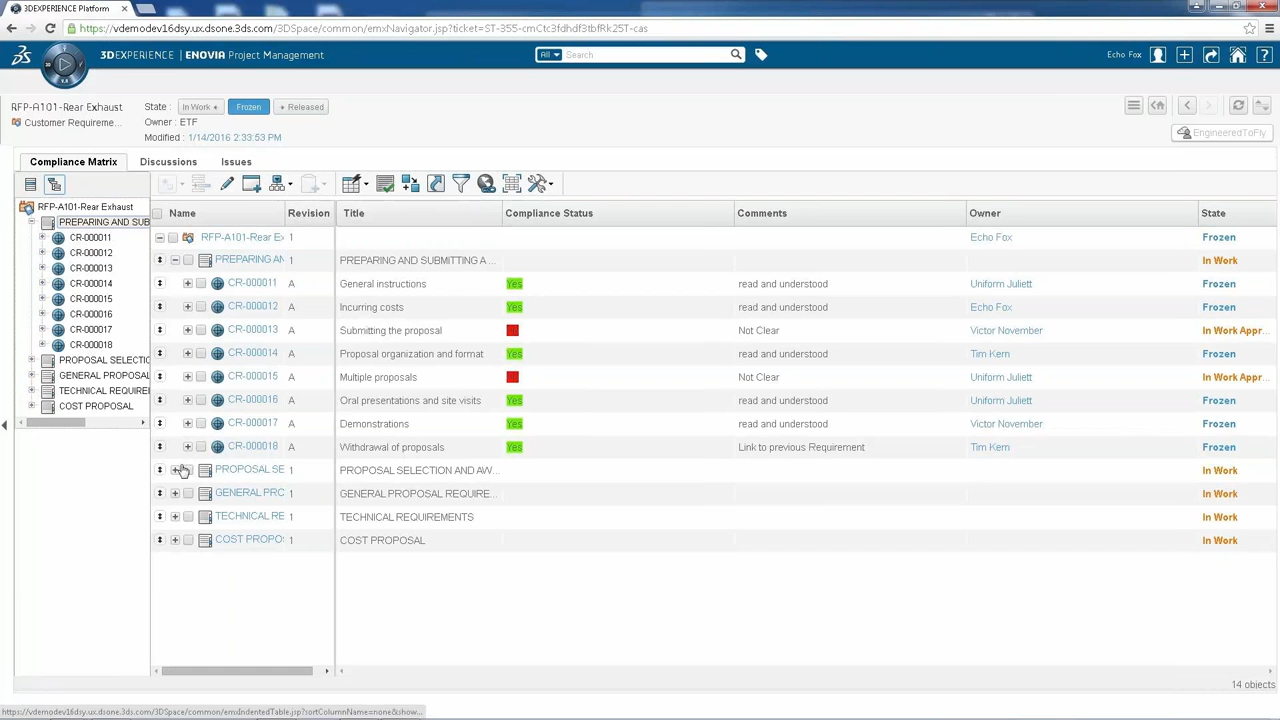 3DEXPERIENCE Platform
https://vdemodev16dsy.ux.dsone.3ds.com/3DSpace/common/emxNavigator.jsp?ticket=ST-355-cmCtc3fdhdf3tbfRk25T-cas
3DEXPERIENCE | ENOVIA Project Management
All
Search
Echo Fox
RFP-A101-Rear Exhaust
State : In Work Frozen Released
Customer Requireme...
Owner : ETF
Modified : 1/14/2016 2:33:53 PM
EngineeredToFly
Compliance Matrix Discussions Issues
RFP-A101-Rear Exhaust
PREPARING AND SUB
CR-000011
CR-000012
CR-000013
CR-000014
CR-000015
CR-000016
CR-000017
CR-000018
PROPOSAL SELECTIO
GENERAL PROPOSAL
TECHNICAL REQUIREM
COST PROPOSAL
Name Revision Title Compliance Status Comments Owner State
RFP-A101-Rear E 1 Echo Fox Frozen
PREPARING AN 1 PREPARING AND SUBMITTING A ... In Work
CR-000011 A General instructions Yes read and understood Uniform Juliett Frozen
CR-000012 A Incurring costs Yes read and understood Echo Fox Frozen
CR-000013 A Submitting the proposal Not Clear Victor November In Work Appr...
CR-000014 A Proposal organization and format Yes read and understood Tim Kern Frozen
CR-000015 A Multiple proposals Not Clear Uniform Juliett In Work Appr...
CR-000016 A Oral presentations and site visits Yes read and understood Uniform Juliett Frozen
CR-000017 A Demonstrations Yes read and understood Victor November Frozen
CR-000018 A Withdrawal of proposals Yes Link to previous Requirement Tim Kern Frozen
PROPOSAL SE 1 PROPOSAL SELECTION AND AW... In Work
GENERAL PRO 1 GENERAL PROPOSAL REQUIRE... In Work
TECHNICAL RE 1 TECHNICAL REQUIREMENTS In Work
COST PROPO 1 COST PROPOSAL In Work
14 objects
https://vdemodev16dsy.ux.dsone.3ds.com/3DSpace/common/emxIndentedTable.jsp?sortColumnName=none&show...